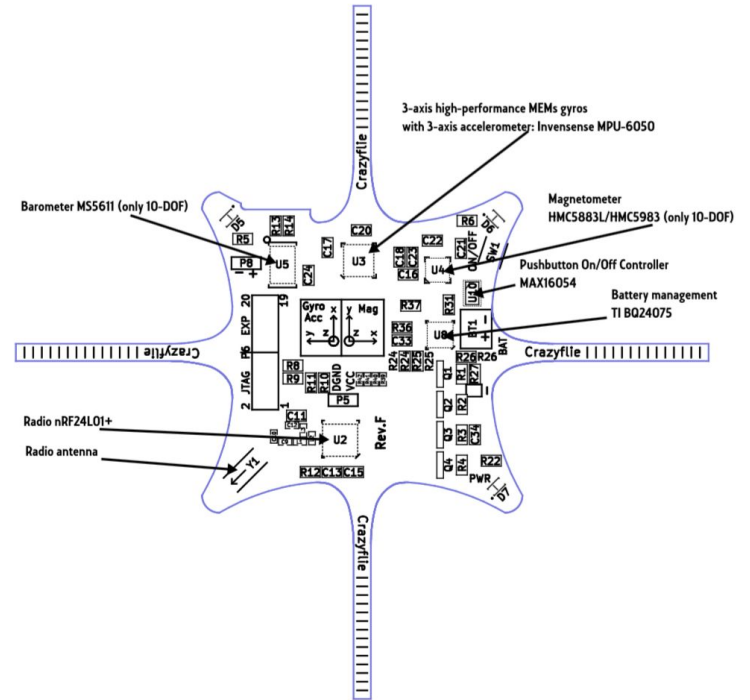 3-axis high-performance MEMs gyros
with 3-axis accelerometer: Invensense MPU-6050
Crazyflie
Magnetometer
HMC5883L/HMC5983 (only 10-DOF)
Barometer MS5611 (only 10-DOF)
D5
R13
R14
R6
D6
C20
R5
C17
C22
C21
ON/OFF
SW1
P8
- +
U5
U3
C18
C23
U4
C16
C24
Pushbutton On/Off Controller
MAX16054
U10
Battery management
TI BQ24075
20
19
EXP
Gyro
Acc
x
y
z
Mag
y
z
x
R37
R31
R36
C33
BT1
- +
BAT
Crazyflie
P6
Crazyflie
R24
R24
R25
R25
R26
R26
R8
R9
R11
R10
DGND
VCC
Q1
R1
R27
JTAG
2
1
P5
Q2
R2
Radio nRF24L01+
C11
U2
Rev.F
Q3
R3
C34
Radio antenna
Y1
R12
C13
C15
Q4
R4
R22
PWR
D7
Crazyflie